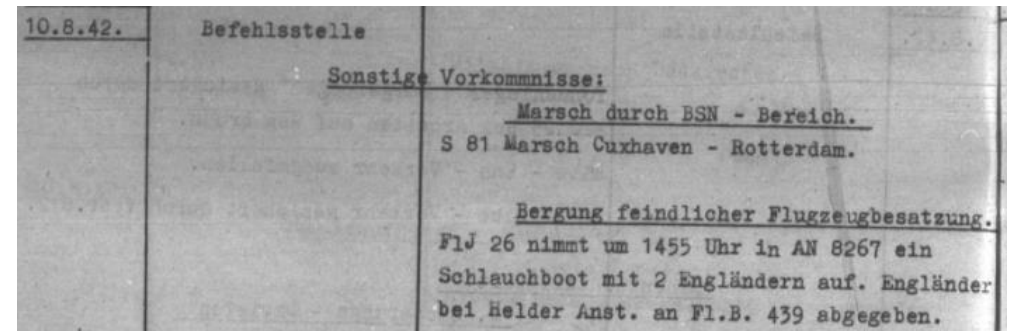 10.8.42. Befehlsstelle
Sonstige Vorkommnisse:
Marsch durch BSN - Bereich.
S 81 Marsch Cuxhaven - Rotterdam.
Bergung feindlicher Flugzeugbesatzung.
FlJ 26 nimmt um 1455 Uhr in AN 8267 ein
Schlauchboot mit 2 Engländern auf. Engländer
bei Helder Anst. an Fl.B. 439 abgegeben.